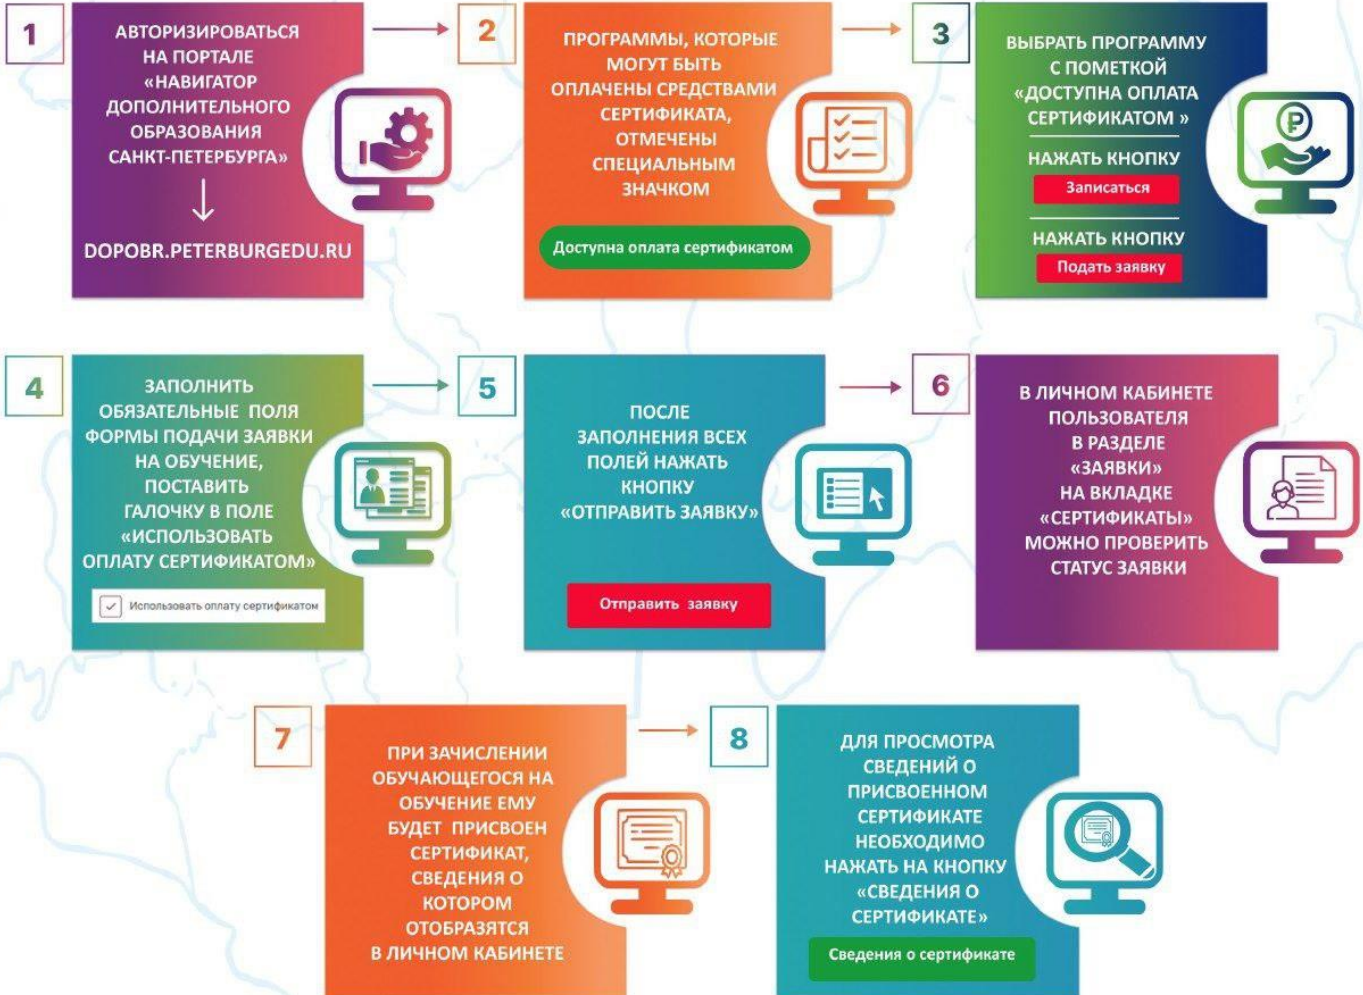 1
АВТОРИЗИРОВАТЬСЯ
НА ПОРТАЛЕ
«НАВИГАТОР
ДОПОЛНИТЕЛЬНОГО
ОБРАЗОВАНИЯ
САНКТ-ПЕТЕРБУРГА»
DOPOBR.PETERBURGEDU.RU
2
ПРОГРАММЫ, КОТОРЫЕ
МОГУТ БЫТЬ
ОПЛАЧЕНЫ СРЕДСТВАМИ
СЕРТИФИКАТА,
ОТМЕЧЕНЫ
СПЕЦИАЛЬНЫМ
ЗНАЧКОМ
Доступна оплата сертификатом
3
ВЫБРАТЬ ПРОГРАММУ
С ПОМЕТКОЙ
«ДОСТУПНА ОПЛАТА
СЕРТИФИКАТОМ »
НАЖАТЬ КНОПКУ
Записаться
НАЖАТЬ КНОПКУ
Подать заявку
4
ЗАПОЛНИТЬ
ОБЯЗАТЕЛЬНЫЕ ПОЛЯ
ФОРМЫ ПОДАЧИ ЗАЯВКИ
НА ОБУЧЕНИЕ,
ПОСТАВИТЬ
ГАЛОЧКУ В ПОЛЕ
«ИСПОЛЬЗОВАТЬ
ОПЛАТУ СЕРТИФИКАТОМ»
Использовать оплату сертификатом
5
ПОСЛЕ
ЗАПОЛНЕНИЯ ВСЕХ
ПОЛЕЙ НАЖАТЬ
КНОПКУ
«ОТПРАВИТЬ ЗАЯВКУ»
Отправить заявку
6
В ЛИЧНОМ КАБИНЕТЕ
ПОЛЬЗОВАТЕЛЯ
В РАЗДЕЛЕ
«ЗАЯВКИ»
НА ВКЛАДКЕ
«СЕРТИФИКАТЫ»
МОЖНО ПРОВЕРИТЬ
СТАТУС ЗАЯВКИ
7
ПРИ ЗАЧИСЛЕНИИ
ОБУЧАЮЩЕГОСЯ НА
ОБУЧЕНИЕ ЕМУ
БУДЕТ ПРИСВОЕН
СЕРТИФИКАТ,
СВЕДЕНИЯ О
КОТОРОМ
ОТОБРАЗЯТСЯ
В ЛИЧНОМ КАБИНЕТЕ
8
ДЛЯ ПРОСМОТРА
СВЕДЕНИЙ О
ПРИСВОЕННОМ
СЕРТИФИКАТЕ
НЕОБХОДИМО
НАЖАТЬ НА КНОПКУ
«СВЕДЕНИЯ О
СЕРТИФИКАТЕ»
Сведения о сертификате